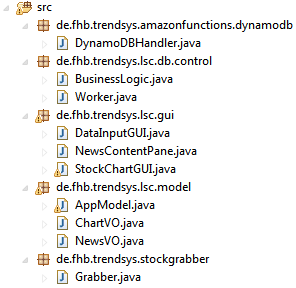 src
de.fhb.trendsys.amazonfunctions.dynamodb
DynamoDBHandler.java
de.fhb.trendsys.lsc.db.control
BusinessLogic.java
Worker.java
de.fhb.trendsys.lsc.gui
DataInputGUI.java
NewsContentPane.java
StockChartGUI.java
de.fhb.trendsys.lsc.model
AppModel.java
ChartVO.java
NewsVO.java
de.fhb.trendsys.stockgrabber
Grabber.java